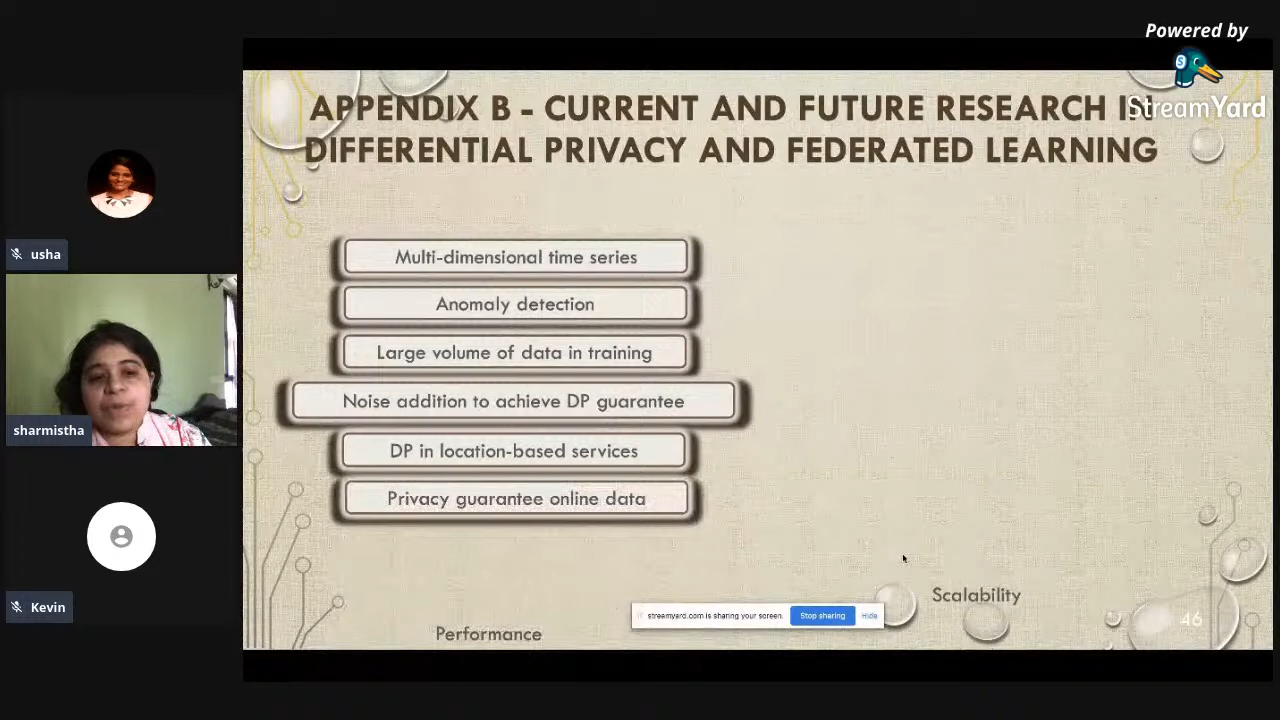 Powered by
StreamYard
APPENDIX B - CURRENT AND FUTURE RESEARCH I
DIFFERENTIAL PRIVACY AND FEDERATED LEARNING
usha
sharmistha
Kevin
Multi-dimensional time series
Anomaly detection
Large volume of data in training
Noise addition to achieve DP guarantee
DP in location-based services
Privacy guarantee online data
Scalability
streamyard.com is sharing your screen.
Stop sharing
Hide
46
Performance